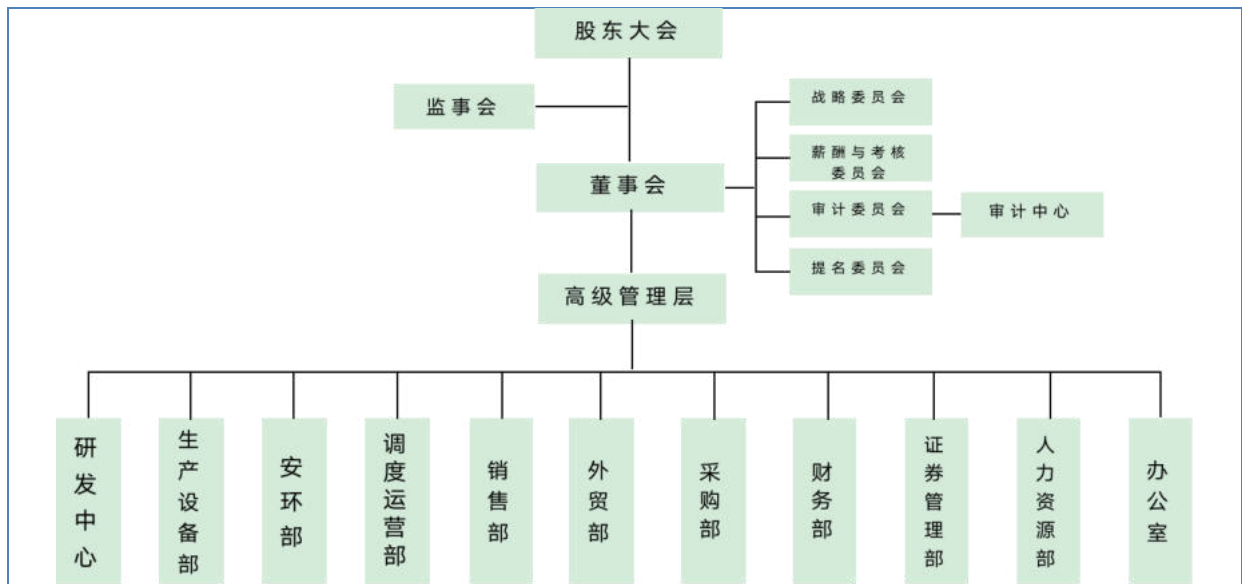 股东大会
监事会
战略委员会
薪酬与考核
委员会
董事会
审计委员会
审计中心
提名委员会
高级管理层
研发中心
生产设备部
安环部
调度运营部
销售部
外贸部
采购部
财务部
证券管理部
人力资源部
办公室